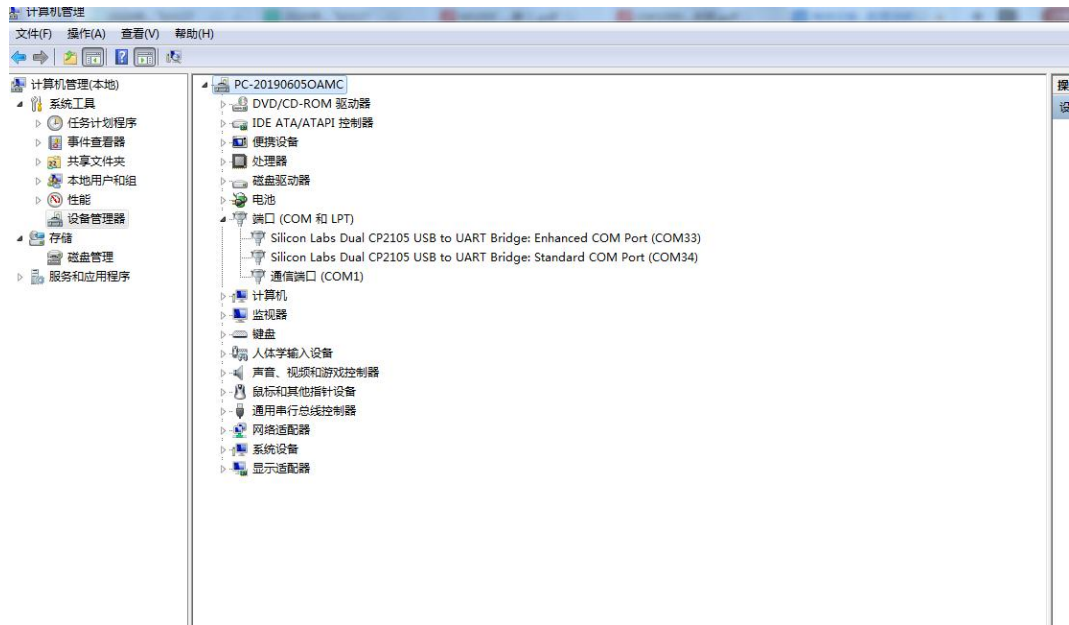 计算机管理
文件(F) 操作(A) 查看(V) 帮助(H)
计算机管理(本地)
系统工具
任务计划程序
事件查看器
共享文件夹
本地用户和组
性能
设备管理器
存储
磁盘管理
服务和应用程序
PC-20190605OAMC
DVD/CD-ROM 驱动器
IDE ATA/ATAPI 控制器
便携设备
处理器
磁盘驱动器
电池
端口 (COM 和 LPT)
Silicon Labs Dual CP2105 USB to UART Bridge: Enhanced COM Port (COM33)
Silicon Labs Dual CP2105 USB to UART Bridge: Standard COM Port (COM34)
通信端口 (COM1)
计算机
监视器
键盘
人体学输入设备
声音、视频和游戏控制器
鼠标和其他指针设备
通用串行总线控制器
网络适配器
系统设备
显示适配器
操
设